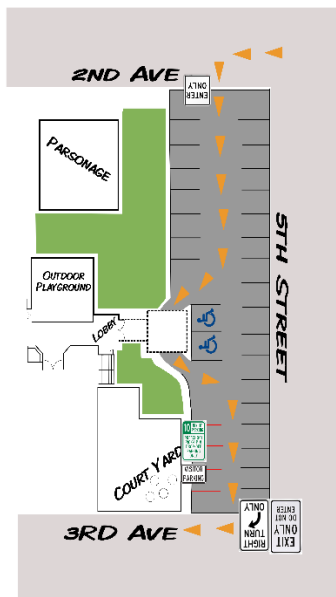 2ND AVE
ENTER
ONLY
PARSONAGE
5TH STREET
OUTDOOR
PLAYGROUND
LOBBY
10
COURT YARD
VISITOR
PARKING
3RD AVE
RIGHT
TURN
ONLY
EXIT
ONLY
DO NOT
ENTER